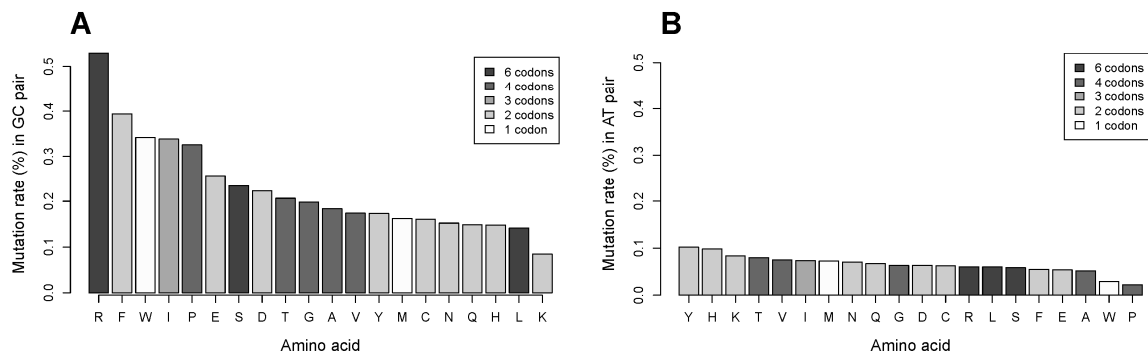 A
Mutation rate (%) in GC pair
0.5
0.4
0.3
0.2
0.1
0.0
6 codons
4 codons
3 codons
2 codons
1 codon
R F W I P E S D T G A V Y M C N Q H L K
Amino acid
B
Mutation rate (%) in AT pair
0.5
0.4
0.3
0.2
0.1
0.0
6 codons
4 codons
3 codons
2 codons
1 codon
Y H K T V I M N Q G D C R L S F E A W P
Amino acid